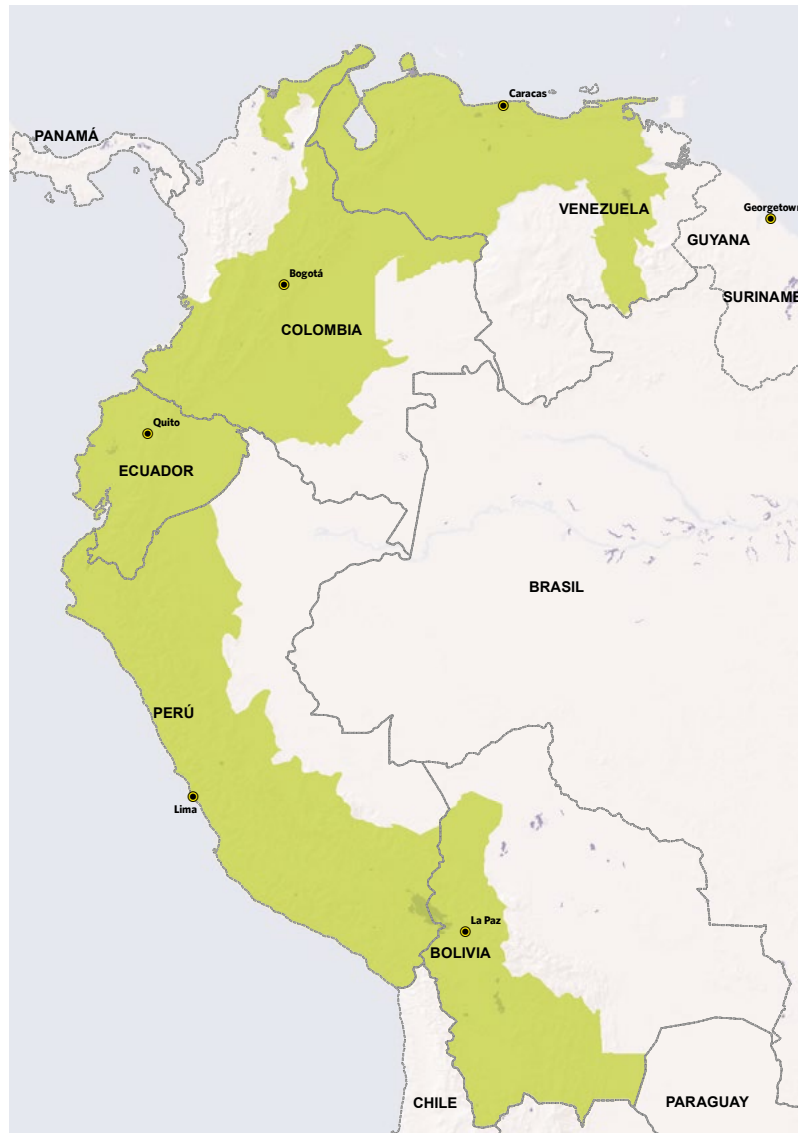 Caracas
PANAMÁ
VENEZUELA
Georgetown
GUYANA
Bogotá
SURINAME
COLOMBIA
Quito
ECUADOR
BRASIL
PERÚ
Lima
La Paz
BOLIVIA
CHILE
PARAGUAY